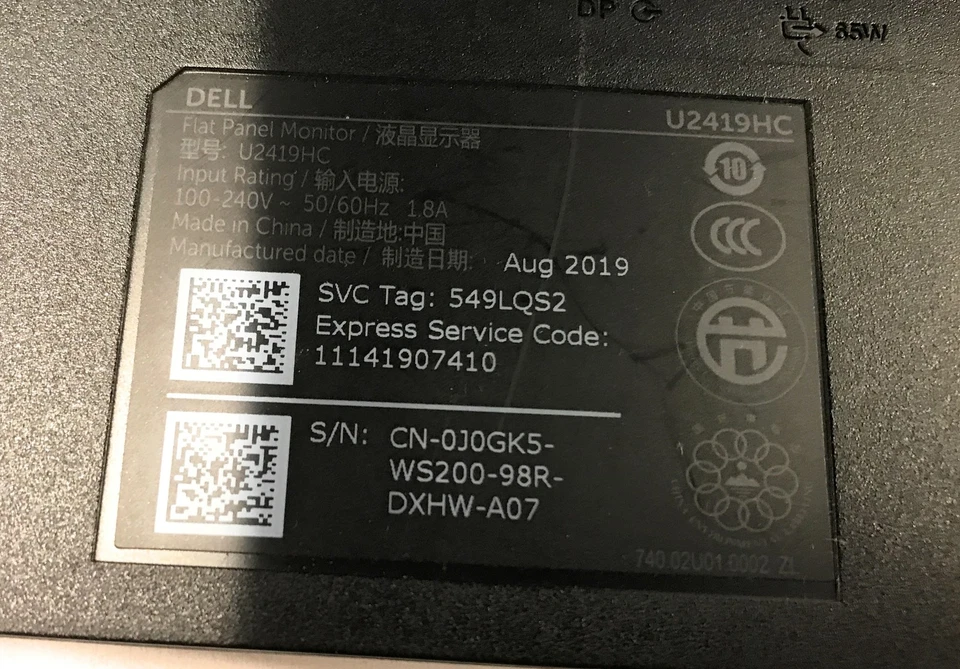 DP
65W
DELL
U2419HC
Flat Panel Monitor / 液晶显示器
型号: U2419HC
Input Rating / 输入电源:
100-240V ~ 50/60Hz 1.8A
Made in China / 制造地:中国
Manufactured date / 制造日期: Aug 2019
10
SVC Tag: 549LQS2
Express Service Code:
11141907410
S/N: CN-0J0GK5-
WS200-98R-
DXHW-A07
740.02U01.0002 ZL